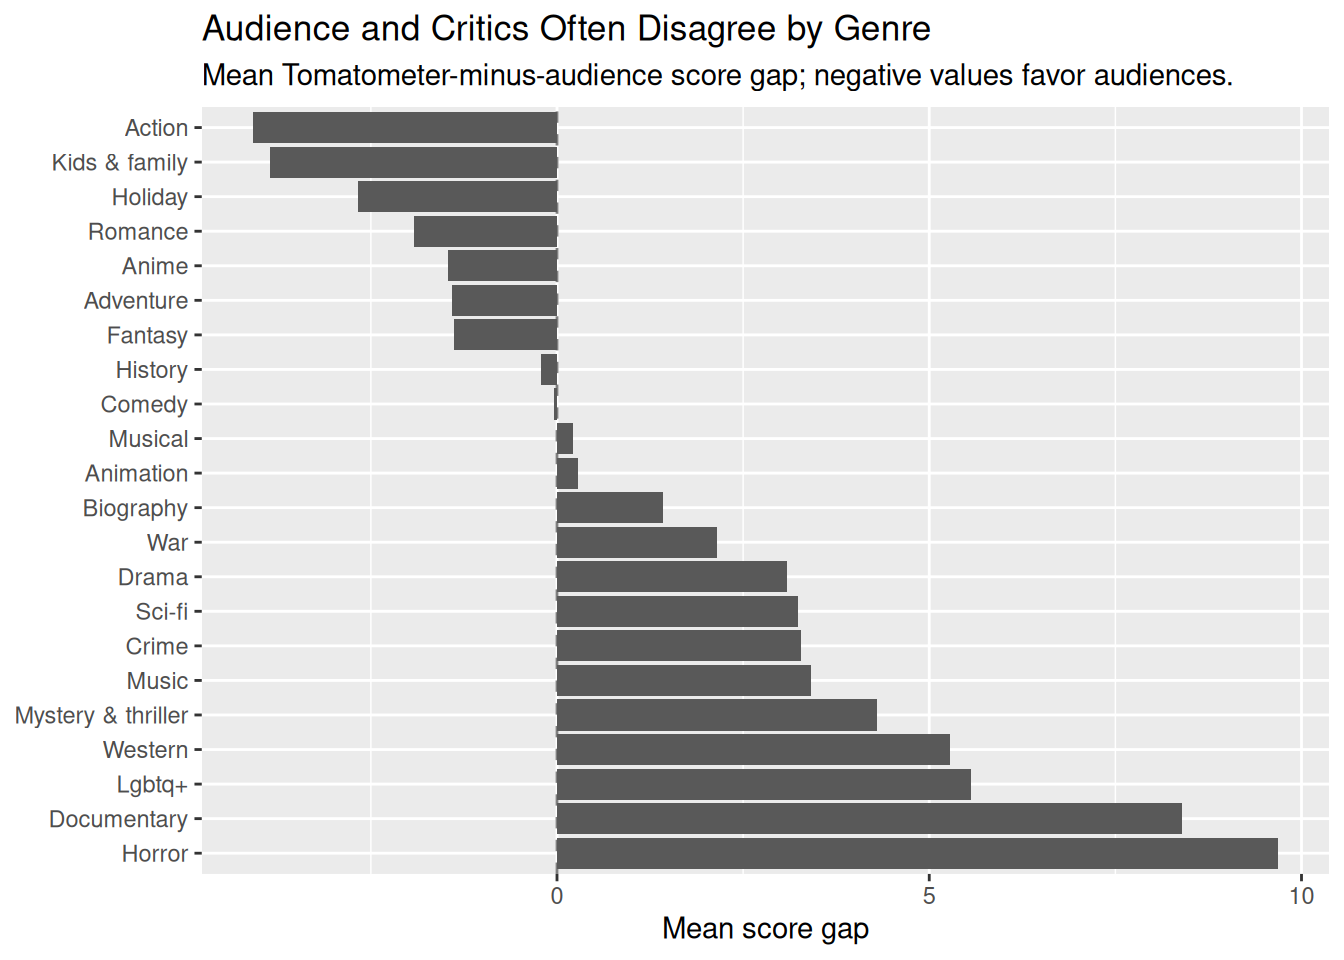 Audience and Critics Often Disagree by Genre
Mean Tomatometer-minus-audience score gap; negative values favor audiences.
Action
Kids & family
Holiday
Romance
Anime
Adventure
Fantasy
History
Comedy
Musical
Animation
Biography
War
Drama
Sci-fi
Crime
Music
Mystery & thriller
Western
Lgbtq+
Documentary
Horror
0 5 10
Mean score gap